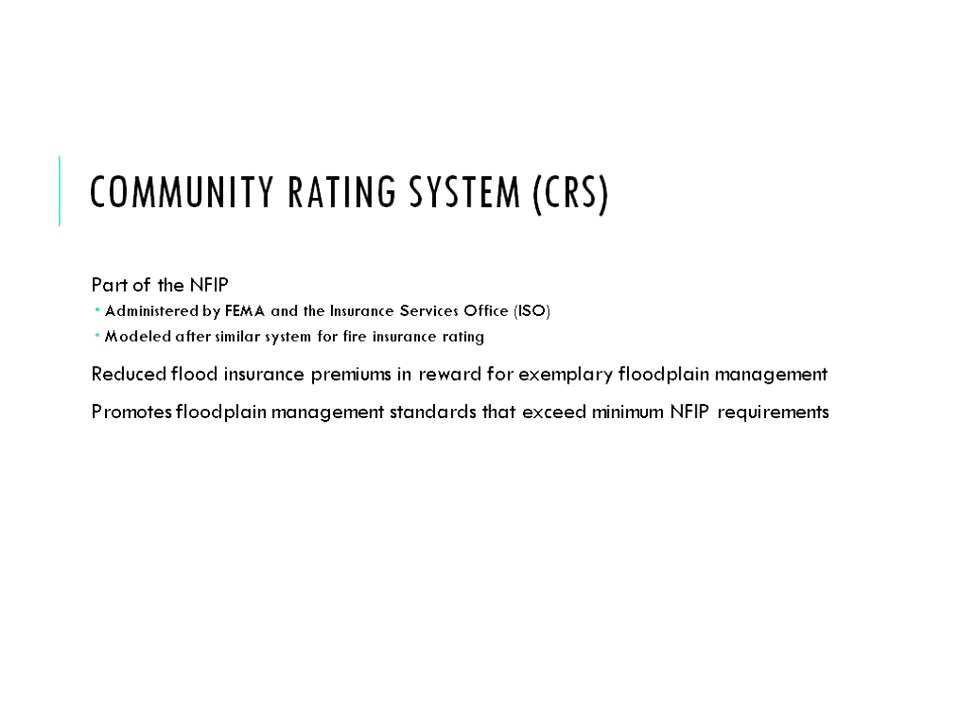 COMMUNITY RATING SYSTEM (CRS)
Part of the NFIP
• Administered by FEMA and the Insurance Services Office (ISO)
• Modeled after similar system for fire insurance rating
Reduced flood insurance premiums in reward for exemplary floodplain management
Promotes floodplain management standards that exceed minimum NFIP requirements